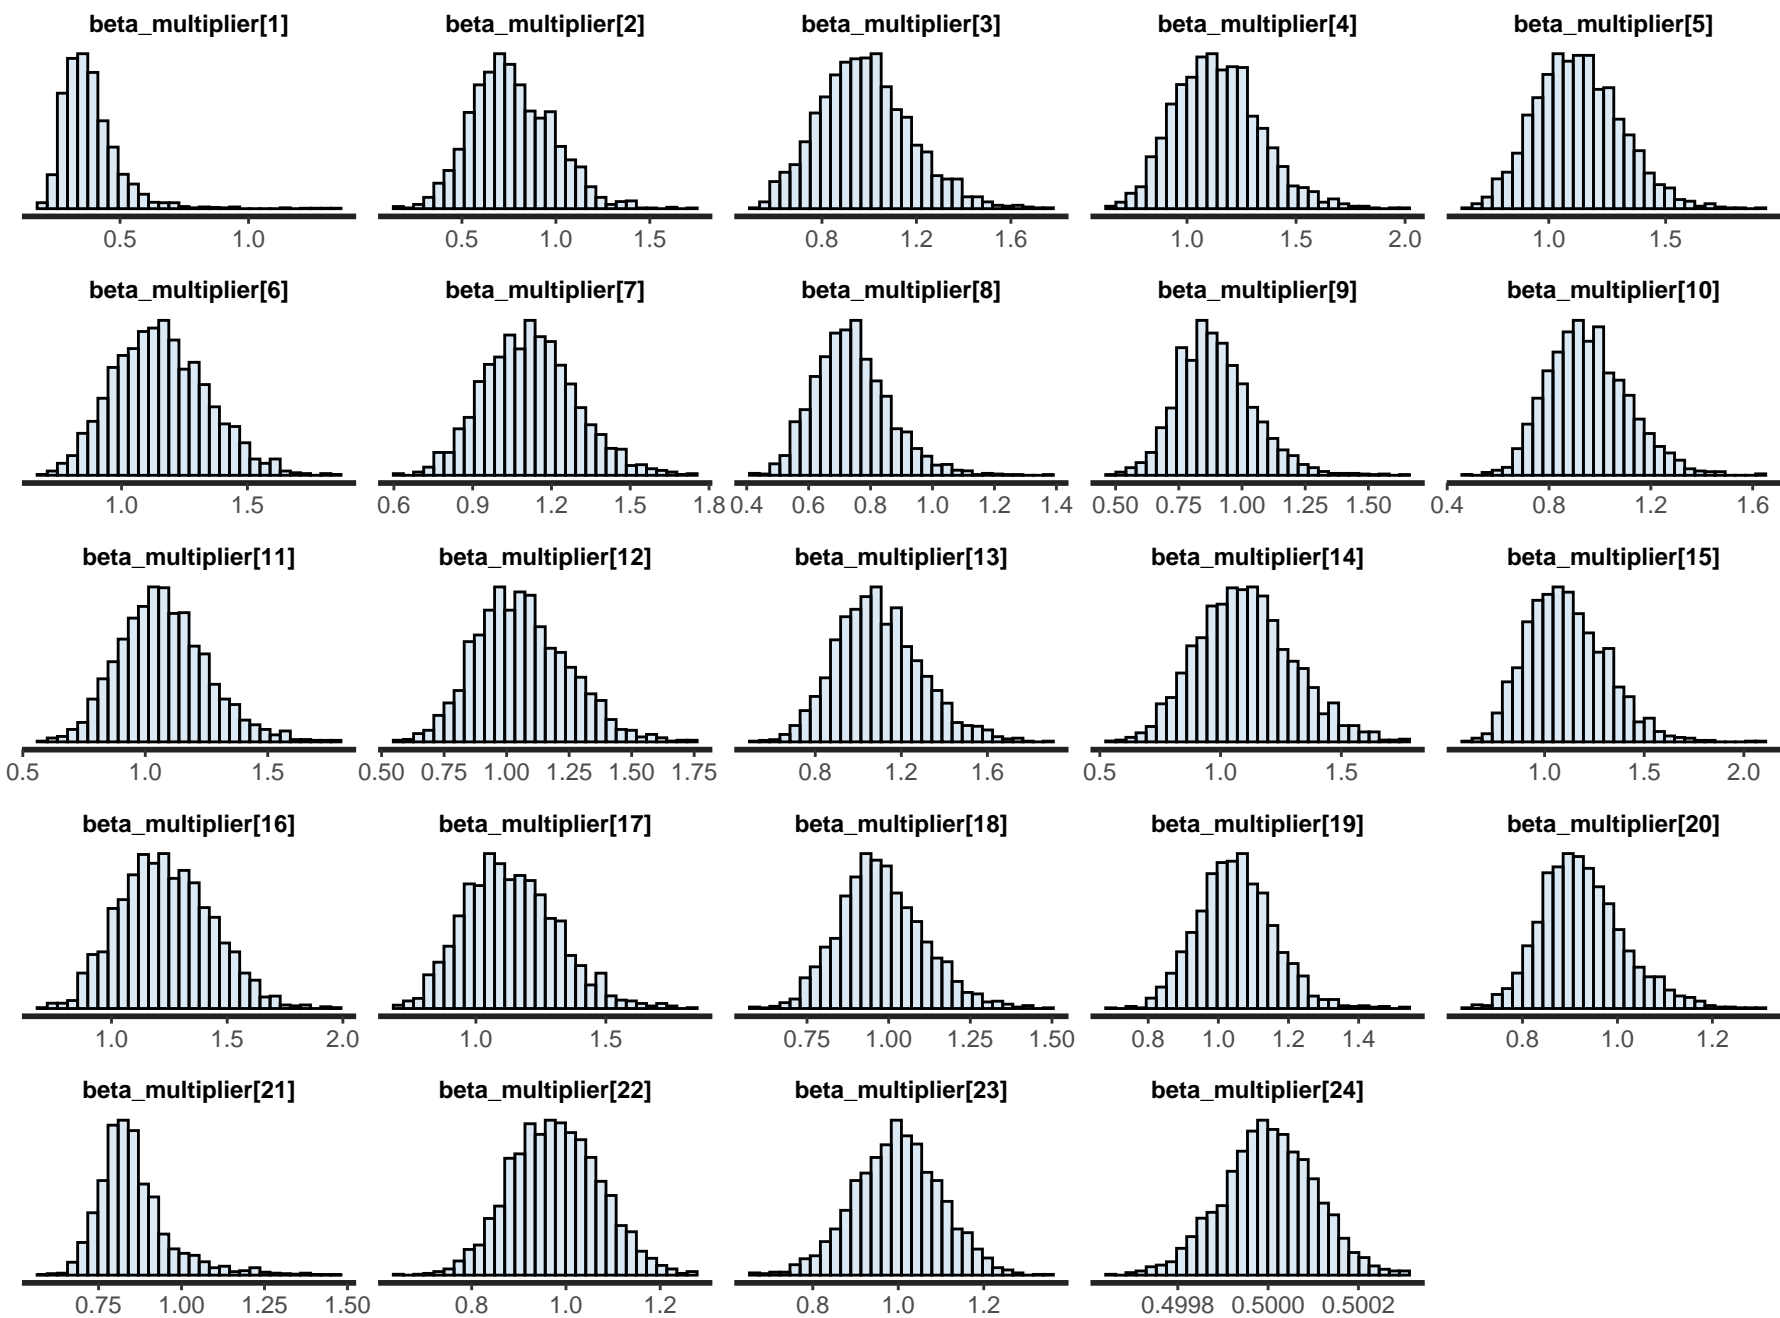 beta_multiplier[1] beta_multiplier[2] beta_multiplier[3] beta_multiplier[4] beta_multiplier[5]
0.5 1.0 0.5 1.0 1.5 0.8 1.2 1.6 1.0 1.5 2.0 1.0 1.5
beta_multiplier[6] beta_multiplier[7] beta_multiplier[8] beta_multiplier[9] beta_multiplier[10]
1.0 1.5 0.6 0.9 1.2 1.5 1.8 0.4 0.6 0.8 1.0 1.2 1.4 0.50 0.75 1.00 1.25 1.50 0.4 0.8 1.2 1.6
beta_multiplier[11] beta_multiplier[12] beta_multiplier[13] beta_multiplier[14] beta_multiplier[15]
0.5 1.0 1.5 0.50 0.75 1.00 1.25 1.50 1.75 0.8 1.2 1.6 0.5 1.0 1.5 1.0 1.5 2.0
beta_multiplier[16] beta_multiplier[17] beta_multiplier[18] beta_multiplier[19] beta_multiplier[20]
1.0 1.5 2.0 1.0 1.5 0.75 1.00 1.25 1.50 0.8 1.0 1.2 1.4 0.8 1.0 1.2
beta_multiplier[21] beta_multiplier[22] beta_multiplier[23] beta_multiplier[24]
0.75 1.00 1.25 1.50 0.8 1.0 1.2 0.8 1.0 1.2 0.4998 0.5000 0.5002